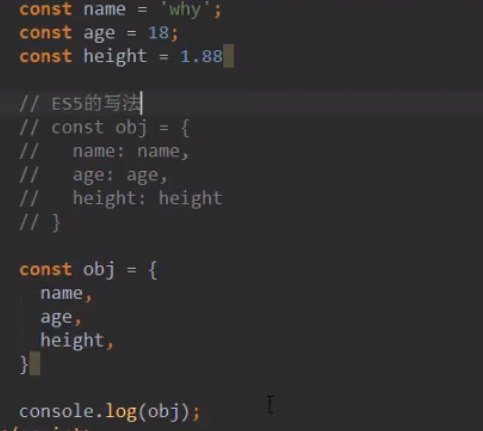 const name = 'why';
const age = 18;
const height = 1.88
// ES5的写法
// const obj = {
//   name: name,
//   age: age,
//   height: height
// }
const obj = {
  name,
  age,
  height,
}
console.log(obj);